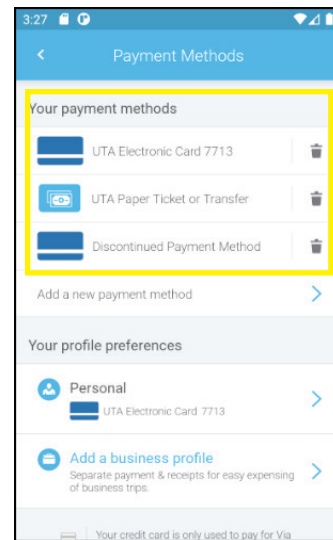 3:27
Payment Methods
Your payment methods
UTA Electronic Card 7713
UTA Paper Ticket or Transfer
Discontinued Payment Method
Add a new payment method
Your profile preferences
Personal
UTA Electronic Card 7713
Add a business profile
Separate payment & receipts for easy expensing
of business trips.
Your credit card is only used to pay for Via